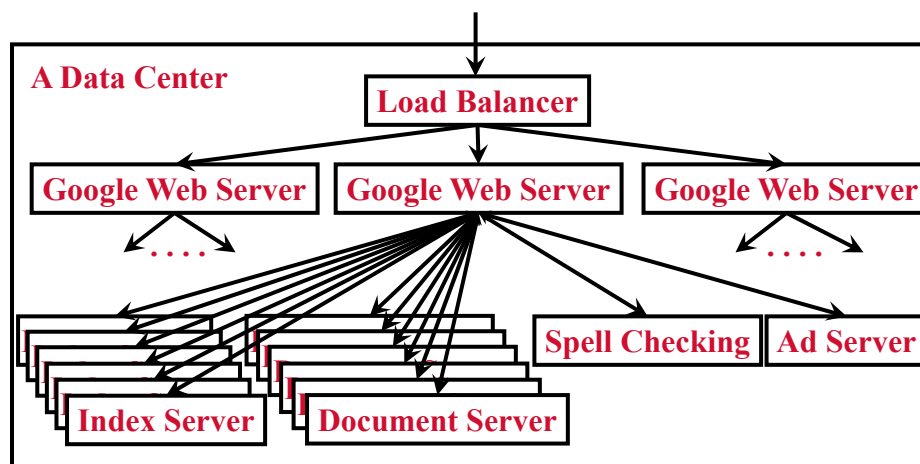 A Data Center
Load Balancer
Google Web Server
Google Web Server
Google Web Server
. . . .
. . . .
Spell Checking
Ad Server
Index Server
Document Server